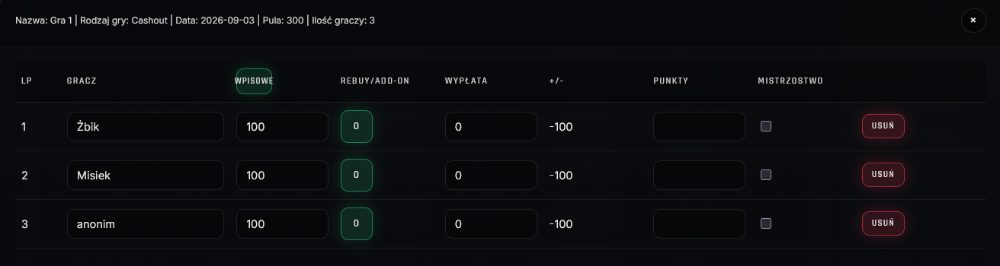 Nazwa: Gra 1 | Rodzaj gry: Cashout | Data: 2026-09-03 | Pula: 300 | Ilość graczy: 3 ×
LP GRACZ WPISOWE REBUY/ADD-ON WYPŁATA +/- PUNKTY MISTRZOSTWO
1 Żbik 100 0 0 -100 USUŃ
2 Misiek 100 0 0 -100 USUŃ
3 anonim 100 0 0 -100 USUŃ